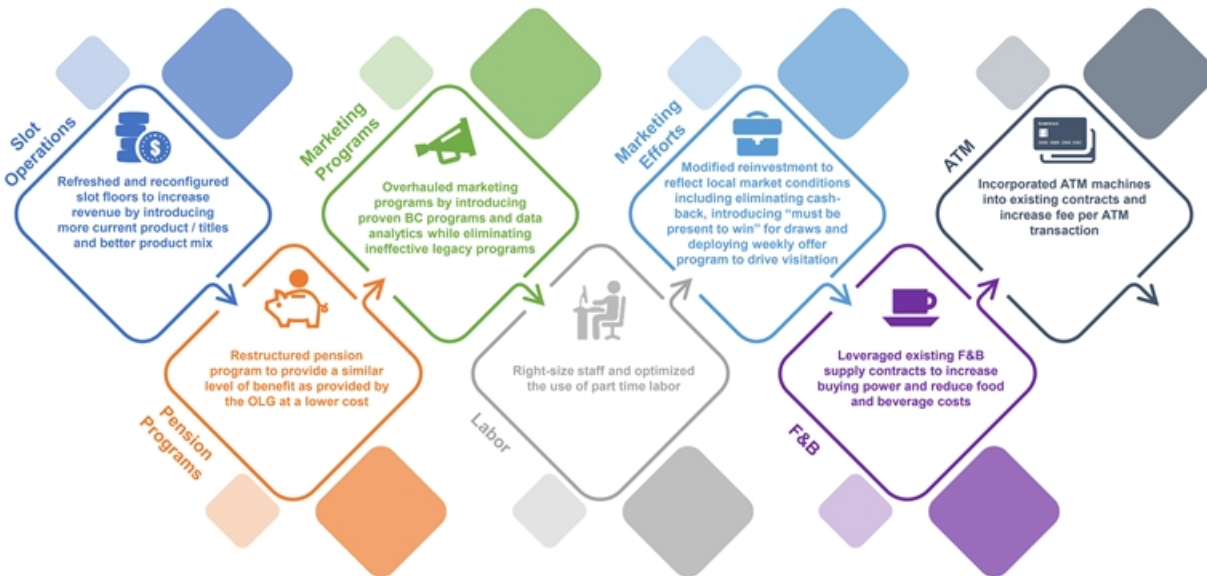 Slot
Operations
Refreshed and reconfigured
slot floors to increase
revenue by introducing
more current product / titles
and better product mix
Pension
Programs
Restructured pension
program to provide a similar
level of benefit as provided by
the OLG at a lower cost
Marketing
Programs
Overhauled marketing
programs by introducing
proven BC programs and data
analytics while eliminating
ineffective legacy programs
Labor
Right-size staff and optimized
the use of part time labor
Marketing
Efforts
Modified reinvestment to
reflect local market conditions
including eliminating cash-
back, introducing “must be
present to win” for draws and
deploying weekly offer
program to drive visitation
F&B
Leveraged existing F&B
supply contracts to increase
buying power and reduce food
and beverage costs
ATM
Incorporated ATM machines
into existing contracts and
increase fee per ATM
transaction